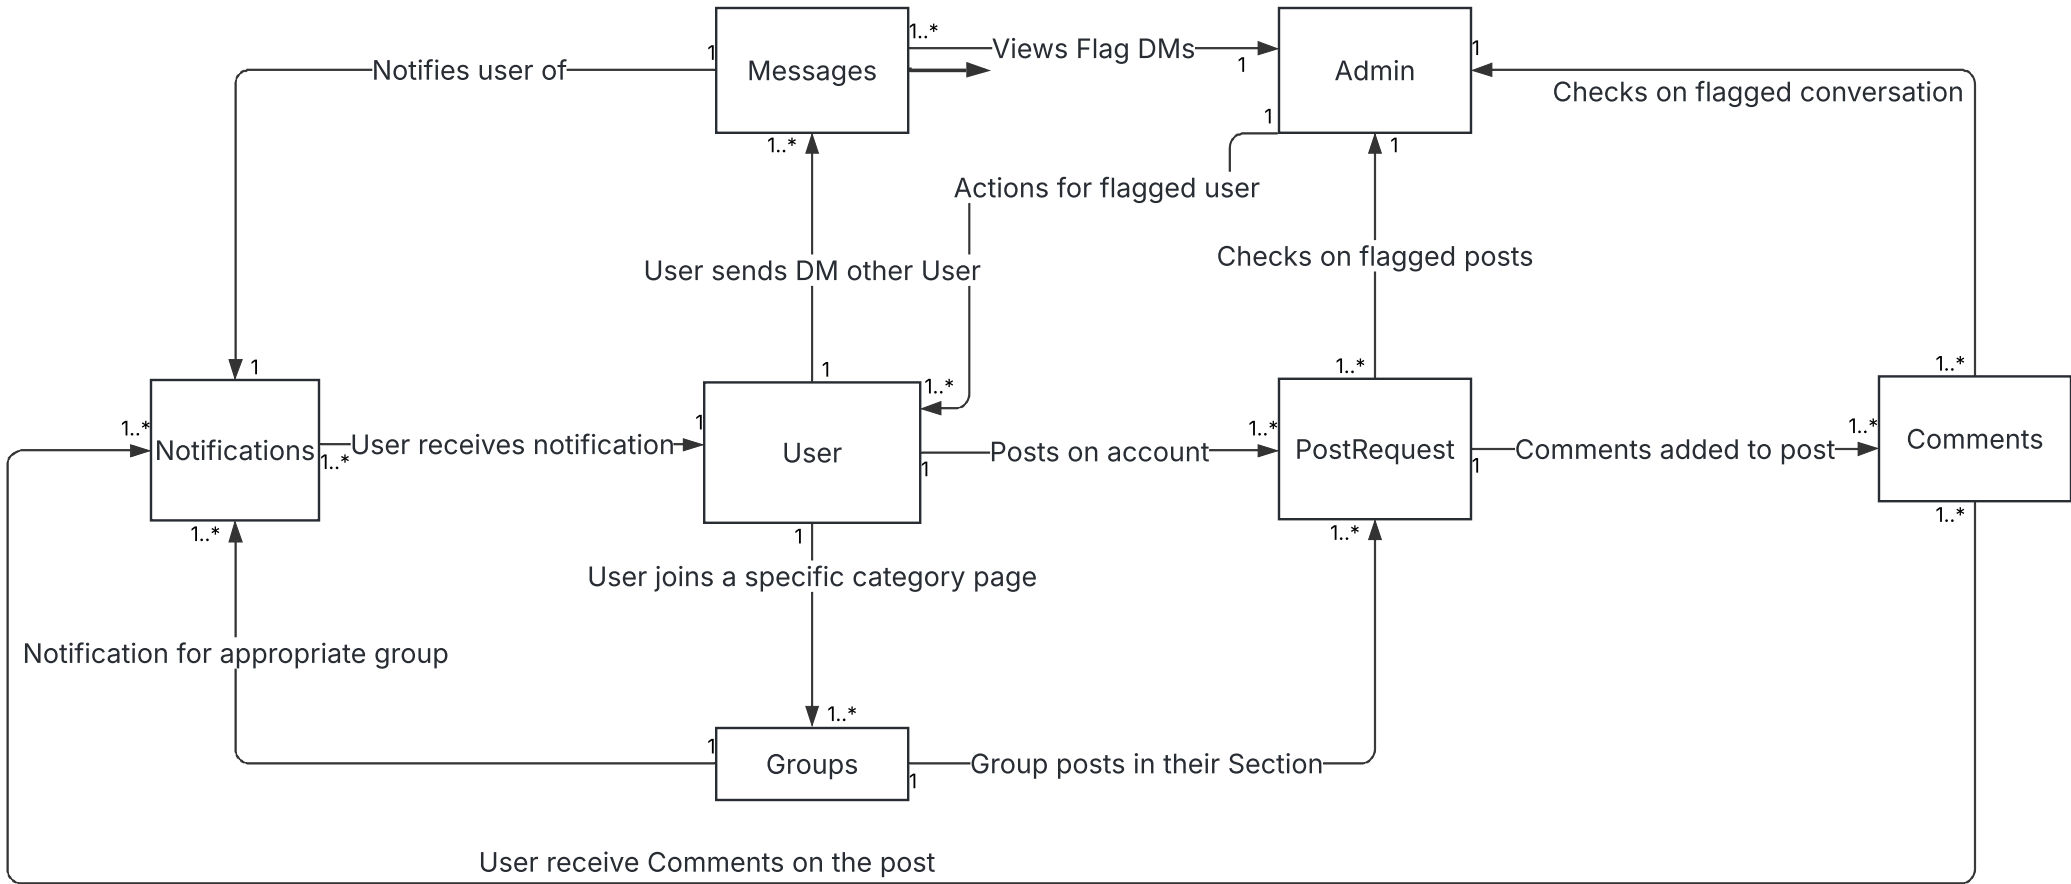 1..*
Views Flag DMs
1
1
Notifies user of
1
Messages
Admin
Checks on flagged conversation
1
1..*
1
Actions for flagged user
Checks on flagged posts
User sends DM other User
1
1
1..*
1..*
1..*
1..*
1
1..*
1..*
Notifications
User receives notification
User
Posts on account
PostRequest
Comments added to post
Comments
1..*
1
1
1..*
1
1..*
1..*
User joins a specific category page
Notification for appropriate group
1..*
1
Groups
Group posts in their Section
1
User receive Comments on the post